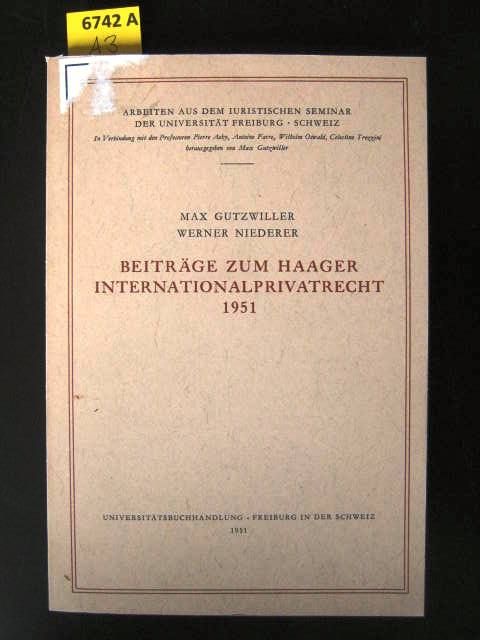 6742 A
A3
ARBEITEN AUS DEM IURISTISCHEN SEMINAR
DER UNIVERSITÄT FREIBURG · SCHWEIZ
In Verbindung mit den Professoren Pierre Aeby, Antoine Favre, Wilhelm Oswald, Celestino Trezzini
herausgegeben von Max Gutzwiller
MAX GUTZWILLER
WERNER NIEDERER
BEITRÄGE ZUM HAAGER
INTERNATIONALPRIVATRECHT
1951
UNIVERSITÄTSBUCHHANDLUNG · FREIBURG IN DER SCHWEIZ
1951